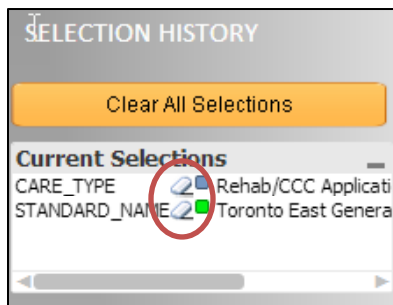 SELECTION HISTORY
Clear All Selections
Current Selections
CARE_TYPE Rehab/CCC Applicati
STANDARD_NAME Toronto East Genera